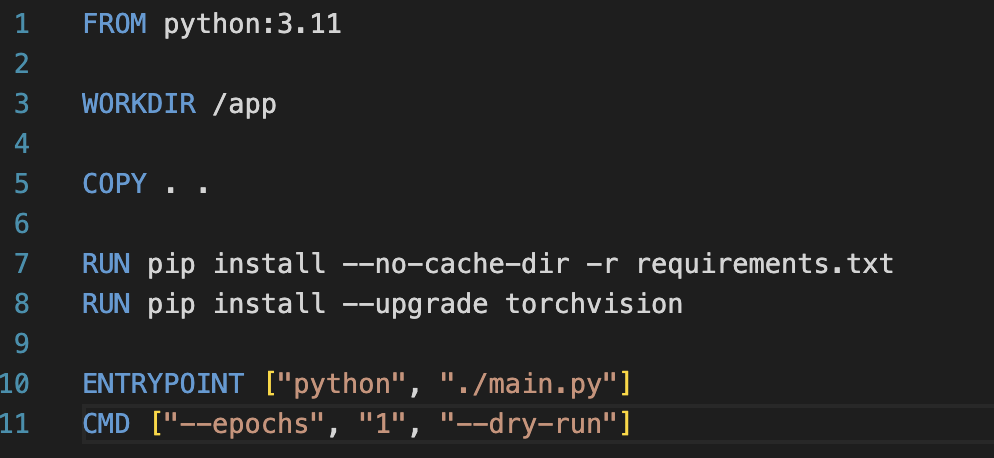 1 FROM python:3.11
2
3 WORKDIR /app
4
5 COPY . .
6
7 RUN pip install --no-cache-dir -r requirements.txt
8 RUN pip install --upgrade torchvision
9
10 ENTRYPOINT ["python", "./main.py"]
11 CMD ["--epochs", "1", "--dry-run"]